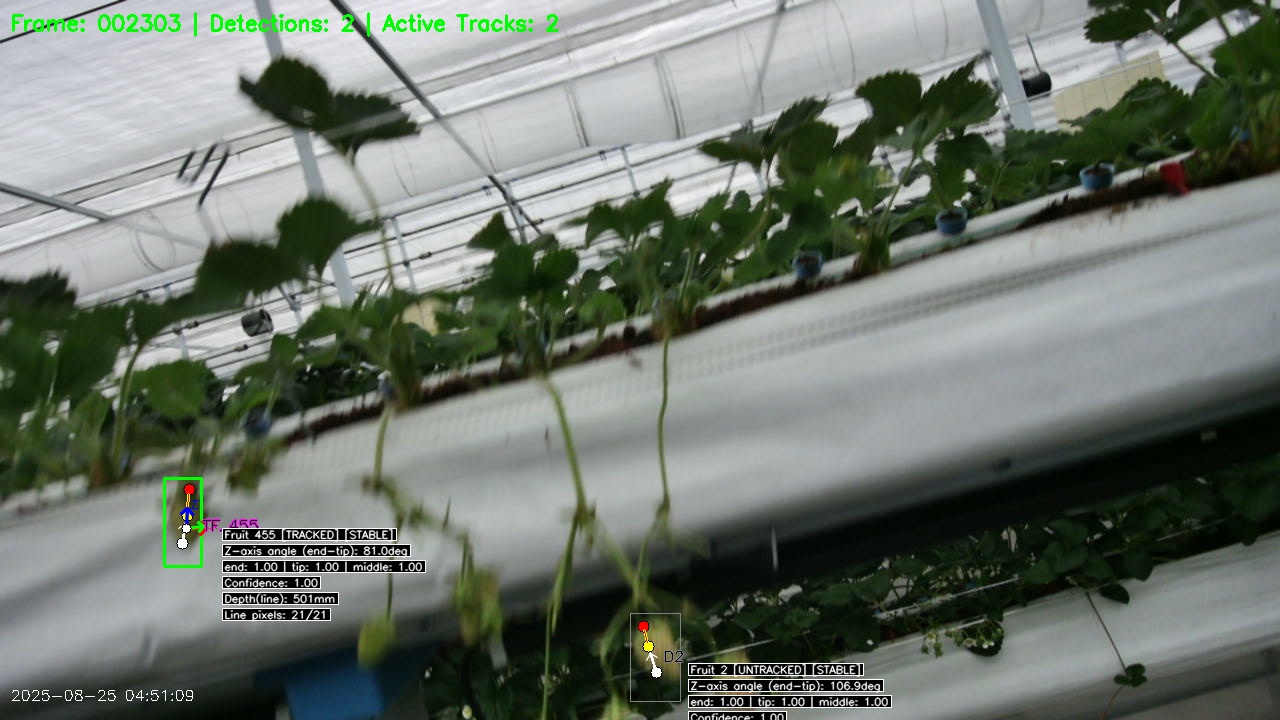 Frame: 002303 | Detections: 2 | Active Tracks: 2
TF 455
Fruit 455 [TRACKED] [STABLE]
Z-axis angle (end-tip): 81.0deg
end: 1.00 | tip: 1.00 | middle: 1.00
Confidence: 1.00
Depth(line): 501mm
Line pixels: 21/21
D2
Fruit 2 [UNTRACKED] [STABLE]
Z-axis angle (end-tip): 106.9deg
end: 1.00 | tip: 1.00 | middle: 1.00
Confidence: 1.00
2025-08-25 04:51:09